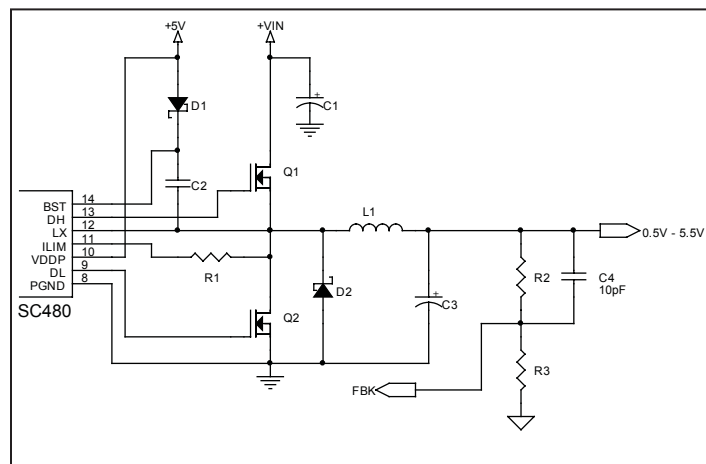 +5V
+VIN
D1
C1
Q1
C2
14
BST
13
DH
12
LX
11
ILIM
10
VDDP
9
DL
8
PGND
SC480
R1
L1
0.5V - 5.5V
D2
C3
R2
C4
10pF
Q2
FBK
R3